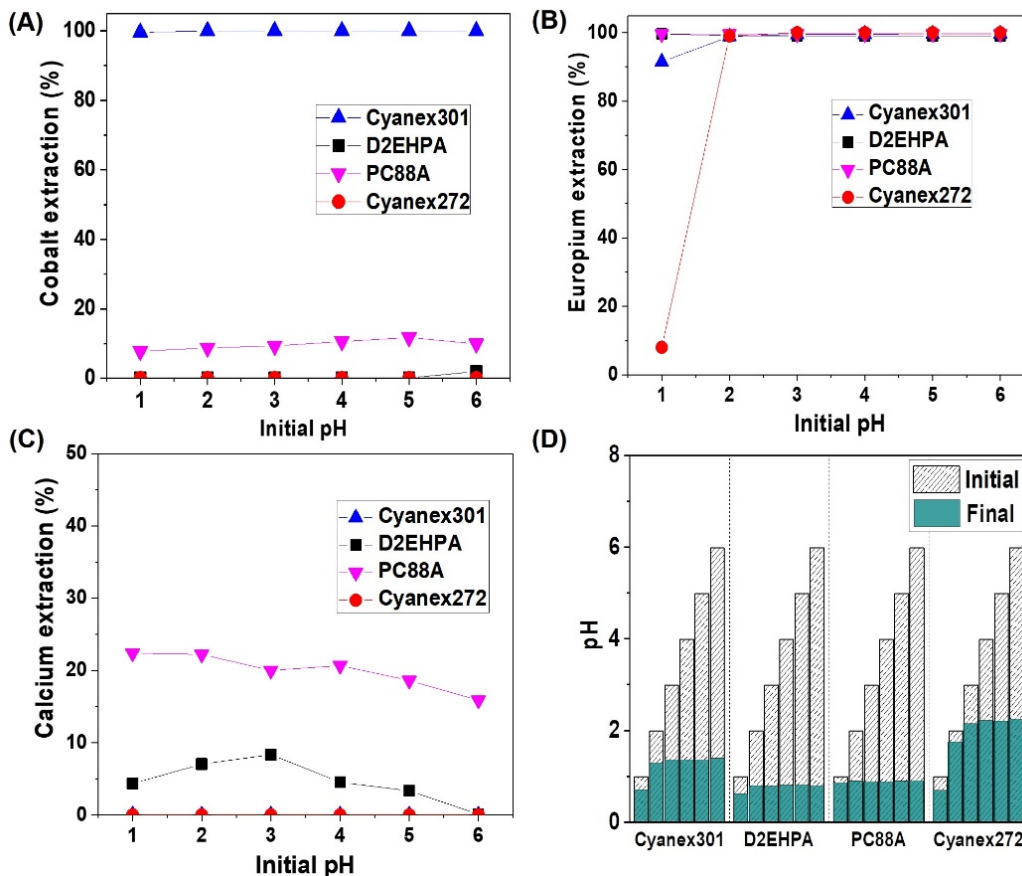 (A)
Cobalt extraction (%)
100
80
60
40
20
0
Cyanex301
D2EHPA
PC88A
Cyanex272
1 2 3 4 5 6
Initial pH
(B)
Europium extraction (%)
100
80
60
40
20
0
Cyanex301
D2EHPA
PC88A
Cyanex272
1 2 3 4 5 6
Initial pH
(C)
Calcium extraction (%)
50
40
30
20
10
0
Cyanex301
D2EHPA
PC88A
Cyanex272
1 2 3 4 5 6
Initial pH
(D)
pH
8
6
4
2
0
Initial
Final
Cyanex301 D2EHPA PC88A Cyanex272